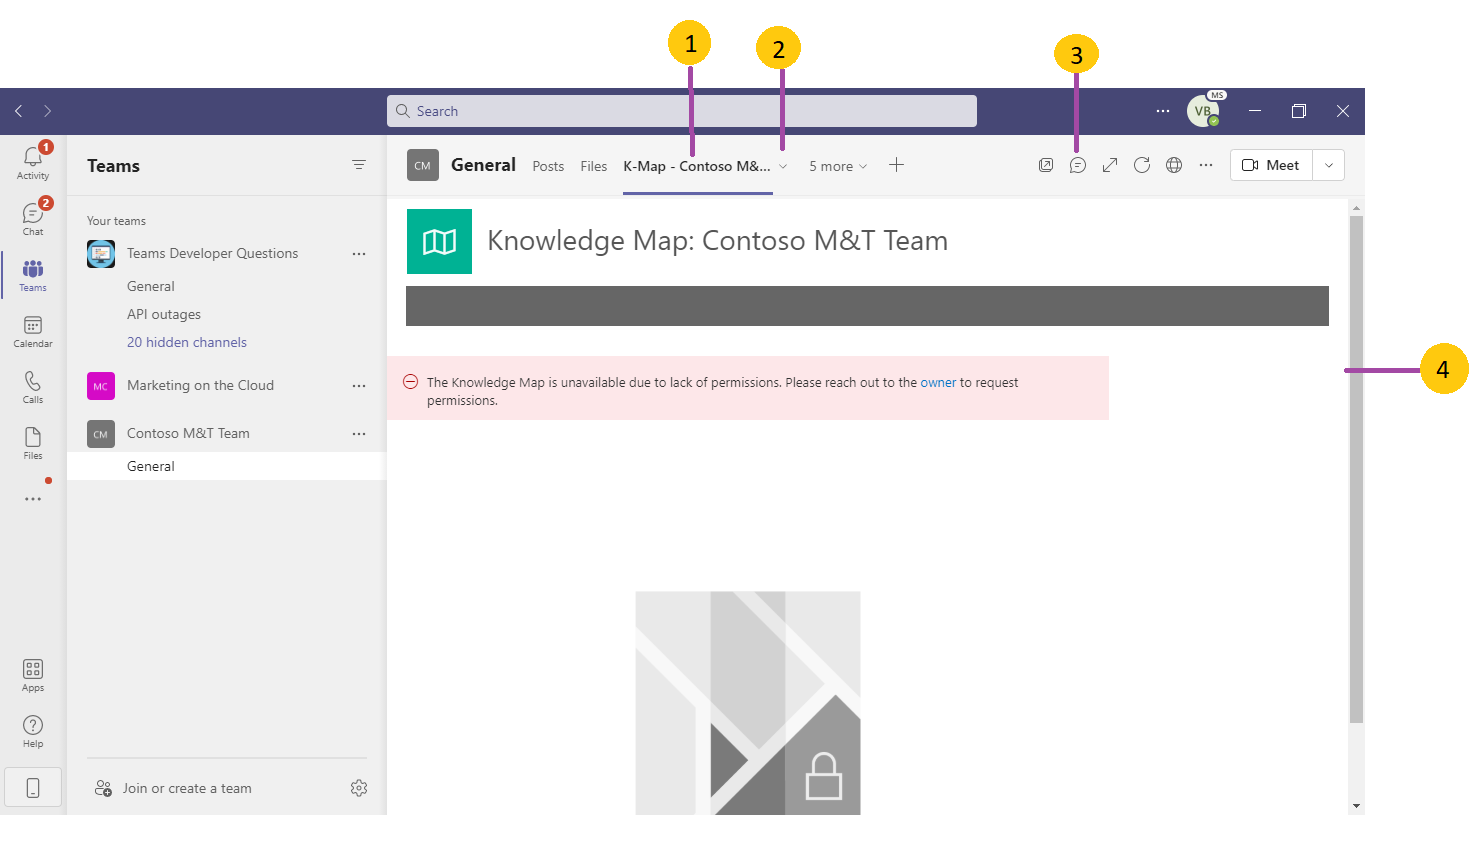 1
2
3
Search
VB
MS
1
Activity
2
Chat
Teams
Calendar
Calls
Files
Apps
Help
Teams
Your teams
Teams Developer Questions
General
API outages
20 hidden channels
MC Marketing on the Cloud
CM Contoso M&T Team
General
Join or create a team
CM General Posts Files K-Map - Contoso M&... 5 more Meet
Knowledge Map: Contoso M&T Team
The Knowledge Map is unavailable due to lack of permissions. Please reach out to the owner to request
permissions.
4